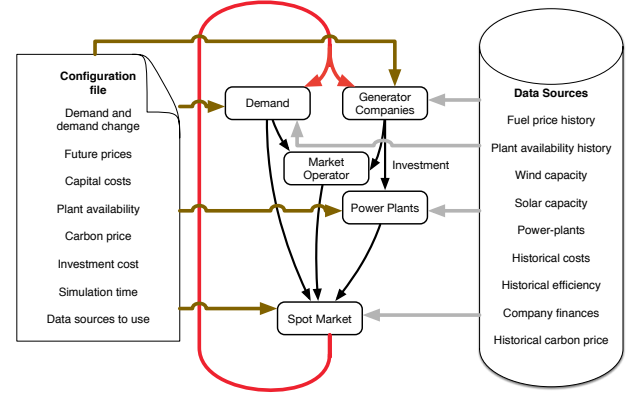 Configuration
file
Demand and
demand change
Future prices
Capital costs
Plant availability
Carbon price
Investment cost
Simulation time
Data sources to use
Demand
Generator
Companies
Market
Operator
Investment
Power Plants
Spot Market
Data Sources
Fuel price history
Plant availability history
Wind capacity
Solar capacity
Power-plants
Historical costs
Historical efficiency
Company finances
Historical carbon price